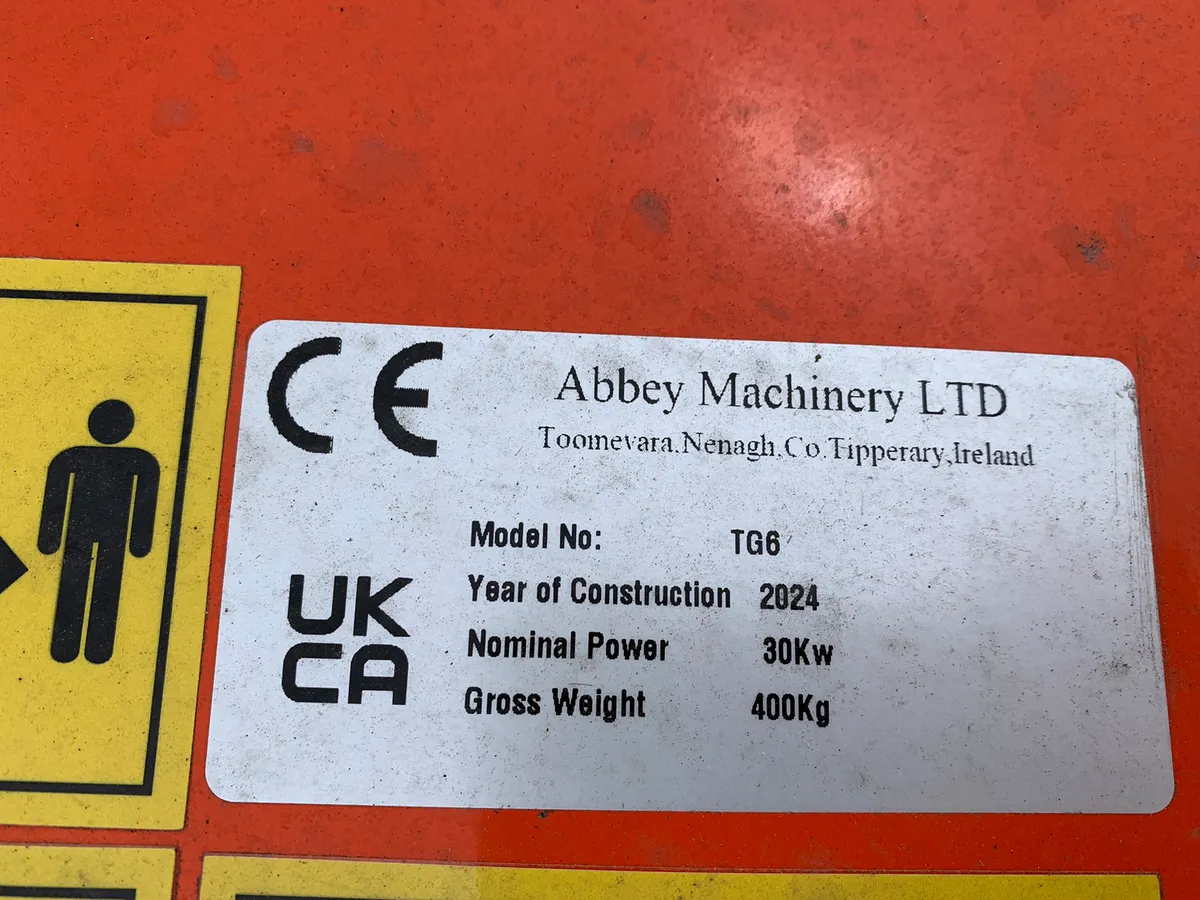 CE
Abbey Machinery LTD
Toomevara.Nenagh.Co.Tipperary,Ireland
Model No: TG6
Year of Construction 2024
Nominal Power 30Kw
Gross Weight 400Kg
UK
CA